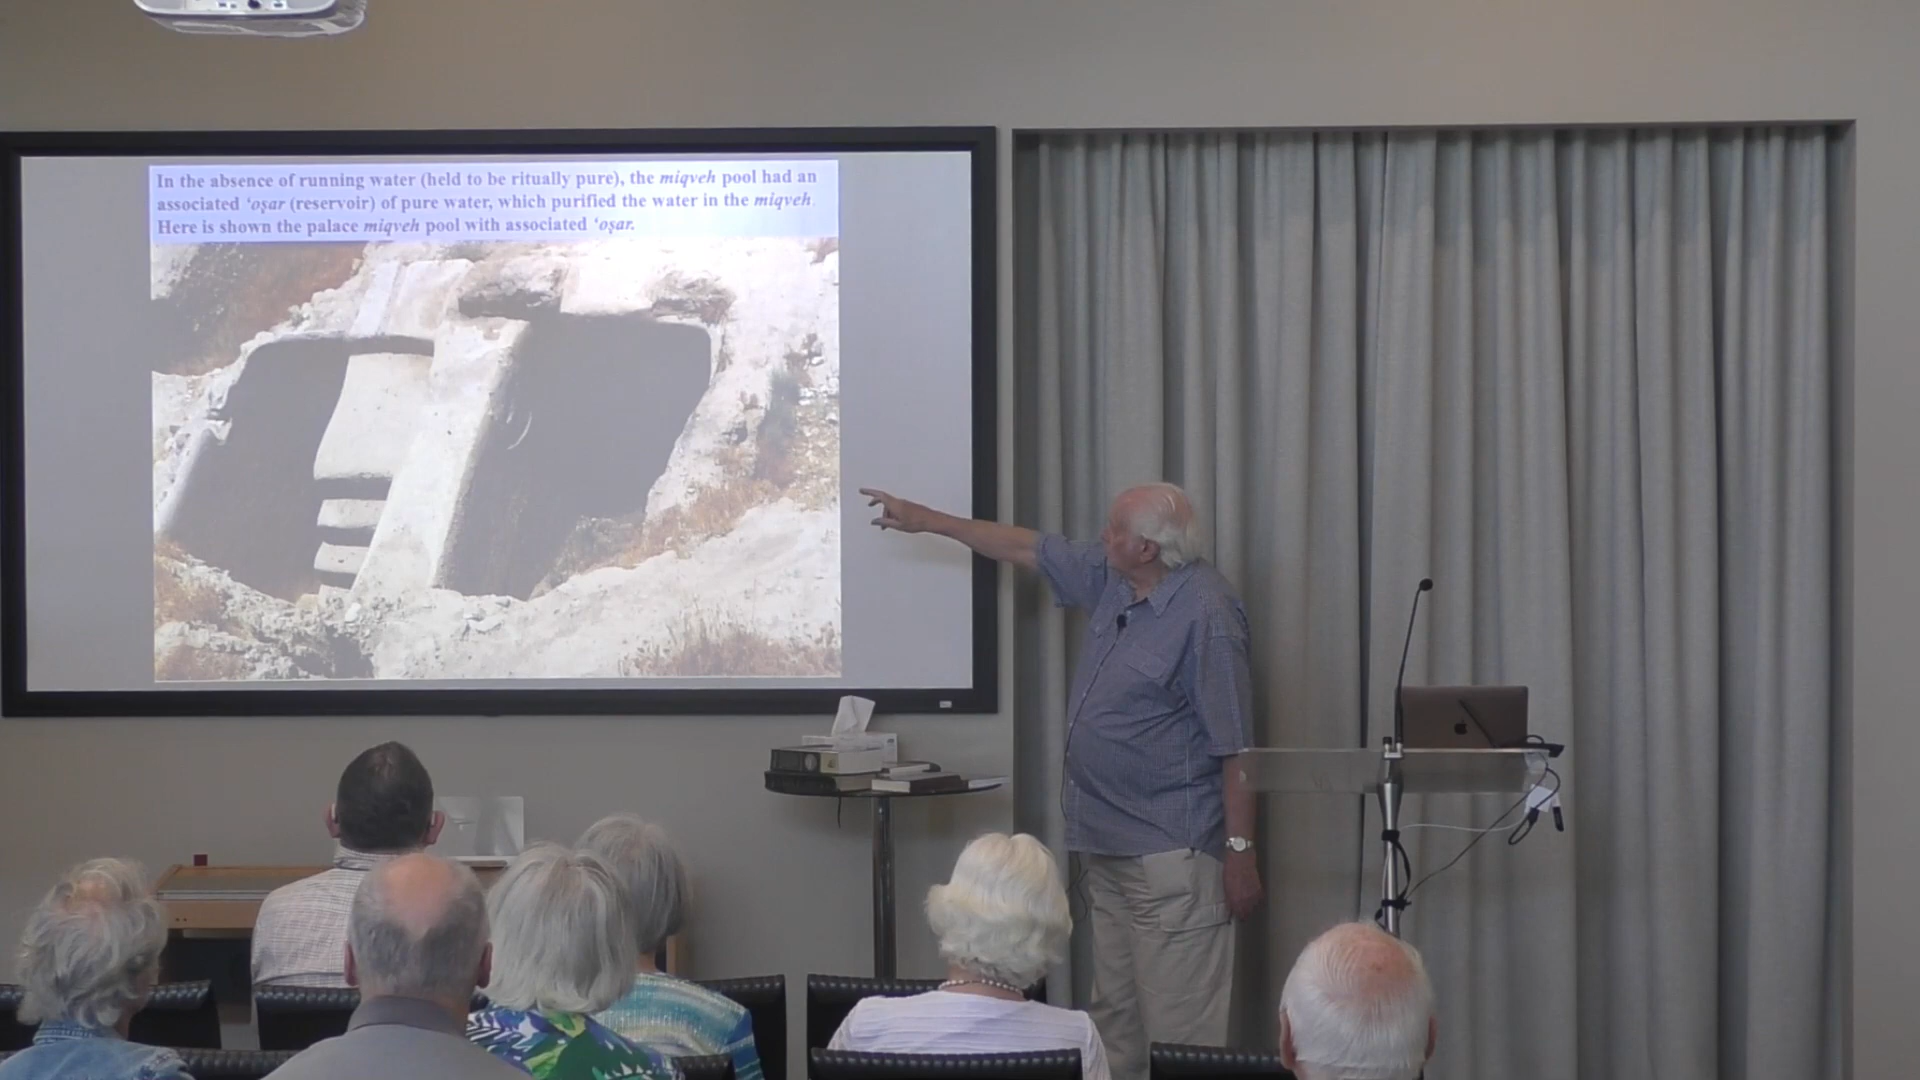 In the absence of running water (held to be ritually pure), the miqveh pool had an
associated ‘oṣar (reservoir) of pure water, which purified the water in the miqveh.
Here is shown the palace miqveh pool with associated ‘oṣar.